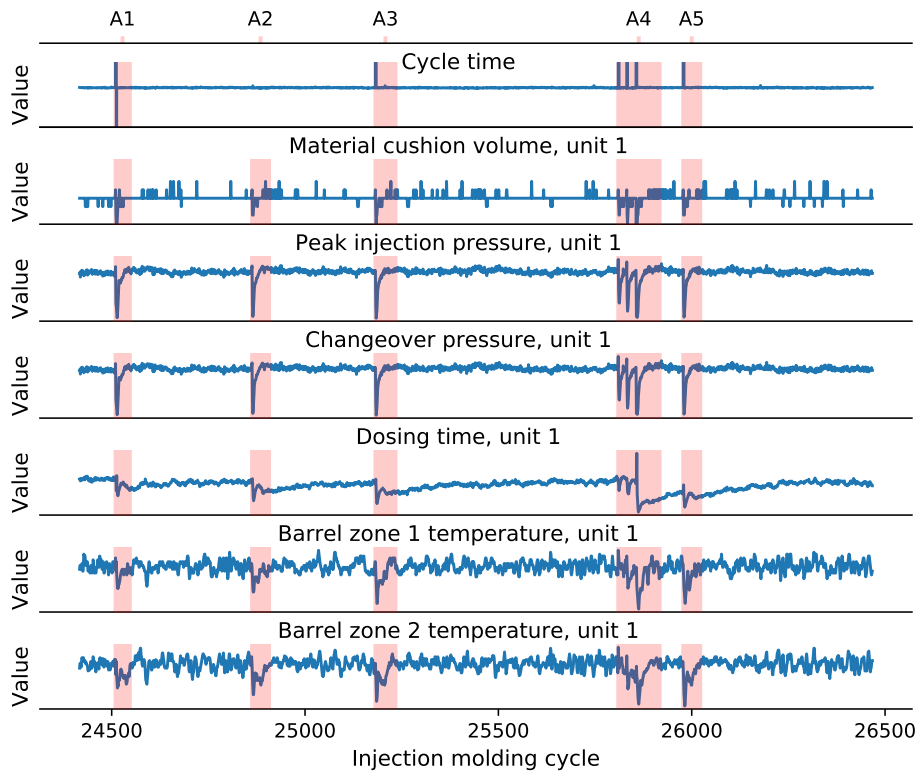 A1 A2 A3 A4 A5
Cycle time
Value
Material cushion volume, unit 1
Value
Peak injection pressure, unit 1
Value
Changeover pressure, unit 1
Value
Dosing time, unit 1
Value
Barrel zone 1 temperature, unit 1
Value
Barrel zone 2 temperature, unit 1
Value
24500 25000 25500 26000 26500
Injection molding cycle